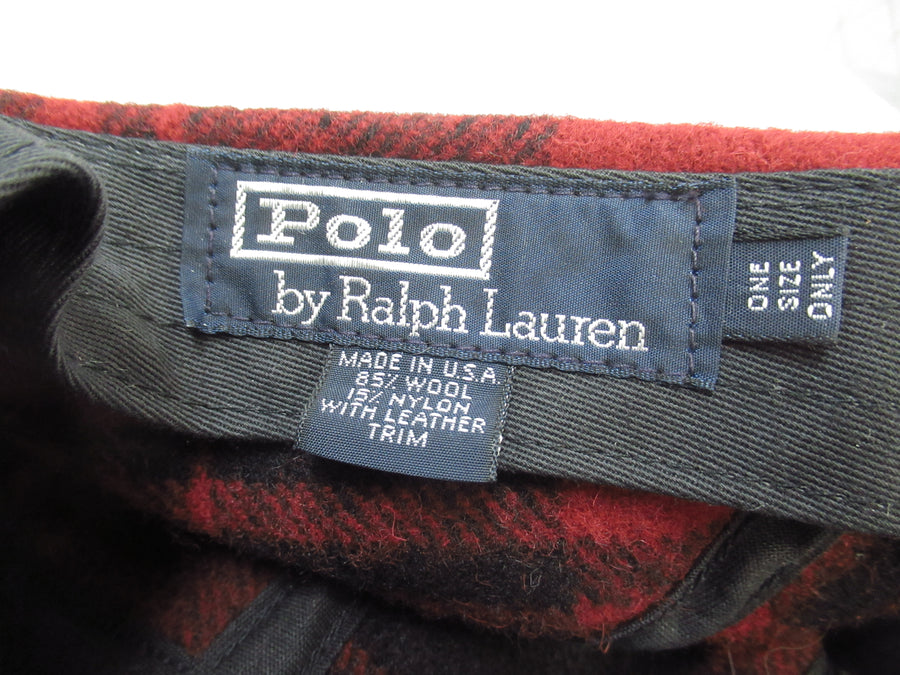 Polo
by Ralph Lauren
ONE
SIZE
ONLY
MADE IN U.S.A.
85% WOOL
15% NYLON
WITH LEATHER
TRIM